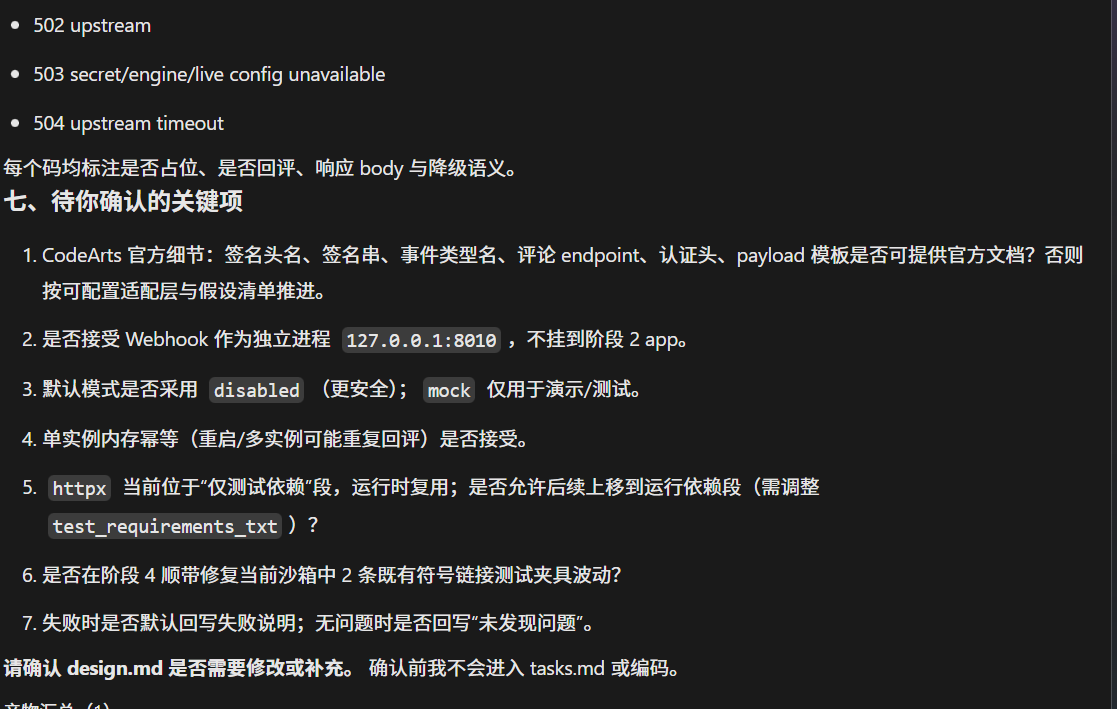 502 upstream
503 secret/engine/live config unavailable
504 upstream timeout
每个码均标注是否占位、是否回评、响应 body 与降级语义。
七、待你确认的关键项
1. CodeArts 官方细节：签名头名、签名串、事件类型名、评论 endpoint、认证头、payload 模板是否可提供官方文档？否则
按可配置适配层与假设清单推进。
2. 是否接受 Webhook 作为独立进程 127.0.0.1:8010 ，不挂到阶段 2 app。
3. 默认模式是否采用 disabled （更安全）； mock 仅用于演示/测试。
4. 单实例内存幂等（重启/多实例可能重复回评）是否接受。
5. httpx 当前位于“仅测试依赖”段，运行时复用；是否允许后续上移到运行依赖段（需调整
test_requirements_txt ）？
6. 是否在阶段 4 顺带修复当前沙箱中 2 条既有符号链接测试夹具波动？
7. 失败时是否默认回写失败说明；无问题时是否回写“未发现问题”。
请确认 design.md 是否需要修改或补充。 确认前我不会进入 tasks.md 或编码。
产物汇总（1）